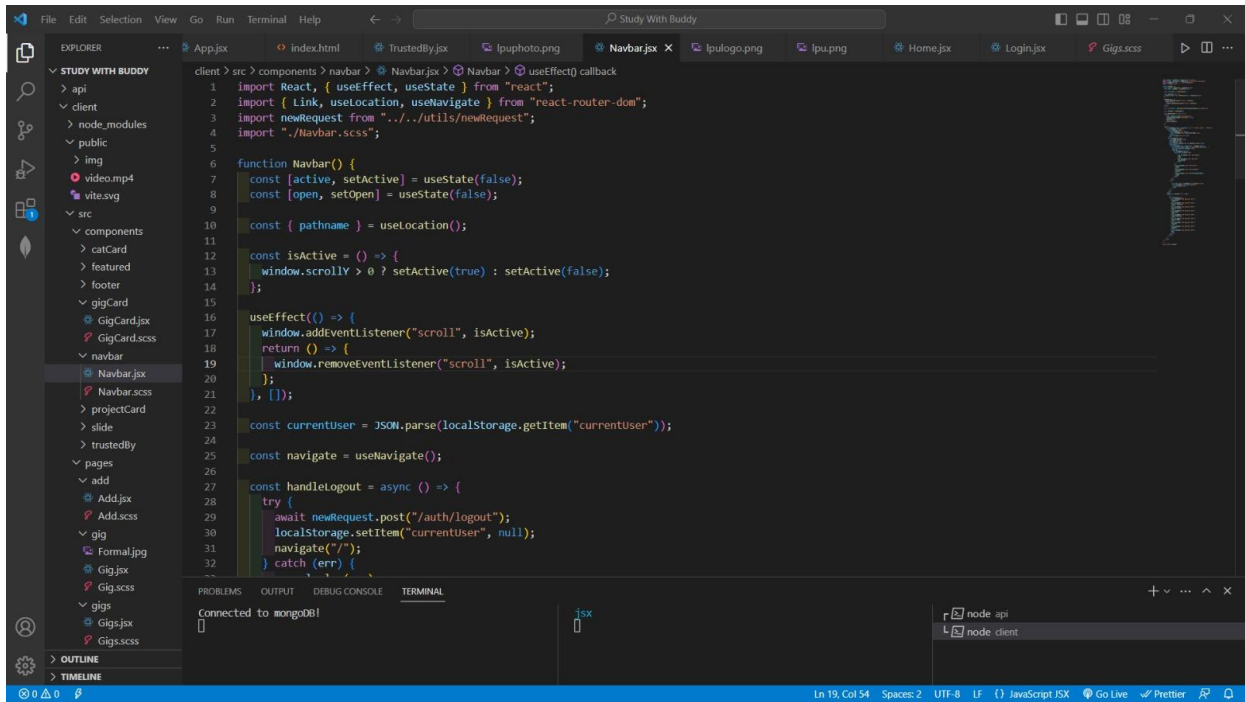 File Edit Selection View Go Run Terminal Help
Study With Buddy
EXPLORER
STUDY WITH BUDDY
> api
client
> node_modules
public
> img
video.mp4
vite.svg
src
components
> catCard
> featured
> footer
gigCard
GigCard.jsx
GigCard.scss
navbar
Navbar.jsx
Navbar.scss
> projectCard
> slide
> trustedBy
pages
add
Add.jsx
Add.scss
gig
Formal.jpg
Gig.jsx
Gig.scss
gigs
Gigs.jsx
Gigs.scss
> OUTLINE
> TIMELINE
App.jsx index.html TrustedBy.jsx lpuphoto.png Navbar.jsx lpulogo.png lpu.png Home.jsx Login.jsx Gigs.scss
client > src > components > navbar > Navbar.jsx > Navbar > useEffect() callback
1 import React, { useEffect, useState } from "react";
2 import { Link, useLocation, useNavigate } from "react-router-dom";
3 import newRequest from "../../utils/newRequest";
4 import "./Navbar.scss";
5
6 function Navbar() {
7 const [active, setActive] = useState(false);
8 const [open, setOpen] = useState(false);
9
10 const { pathname } = useLocation();
11
12 const isActive = () => {
13 window.scrollY > 0 ? setActive(true) : setActive(false);
14 };
15
16 useEffect(() => {
17 window.addEventListener("scroll", isActive);
18 return () => {
19 window.removeEventListener("scroll", isActive);
20 };
21 }, []);
22
23 const currentUser = JSON.parse(localStorage.getItem("currentUser"));
24
25 const navigate = useNavigate();
26
27 const handleLogout = async () => {
28 try {
29 await newRequest.post("/auth/logout");
30 localStorage.setItem("currentUser", null);
31 navigate("/");
32 } catch (err) {
PROBLEMS OUTPUT DEBUG CONSOLE TERMINAL
Connected to mongoDB!
jsx
node api
node client
0 0 Ln 19, Col 54 Spaces: 2 UTF-8 LF {} JavaScript JSX Go Live Prettier